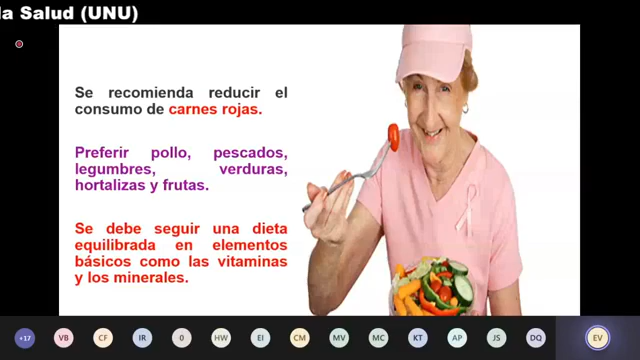 la Salud (UNU)
Se recomienda reducir el
consumo de carnes rojas.
Preferir pollo, pescados,
legumbres, verduras,
hortalizas y frutas.
Se debe seguir una dieta
equilibrada en elementos
básicos como las vitaminas
y los minerales.
+17 VB CF IR 0 HW EI CM MV MC KT AP JS DQ EV